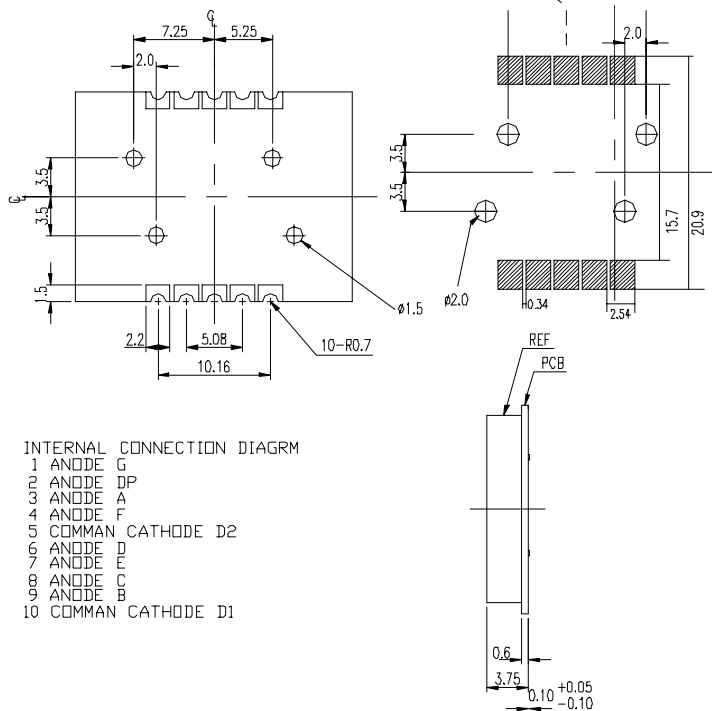 ℄
7.25
5.25
2.0
2.0
3.5
3.5
℄
3.5
3.5
15.7
20.9
1.5
ø1.5
ø2.0
0.34
2.54
2.2
5.08
10-R0.7
10.16
REF
PCB
INTERNAL CONNECTION DIAGRM
1 ANODE G
2 ANODE DP
3 ANODE A
4 ANODE F
5 COMMAN CATHODE D2
6 ANODE D
7 ANODE E
8 ANODE C
9 ANODE B
10 COMMAN CATHODE D1
0.6
3.75
0.10 +0.05
-0.10